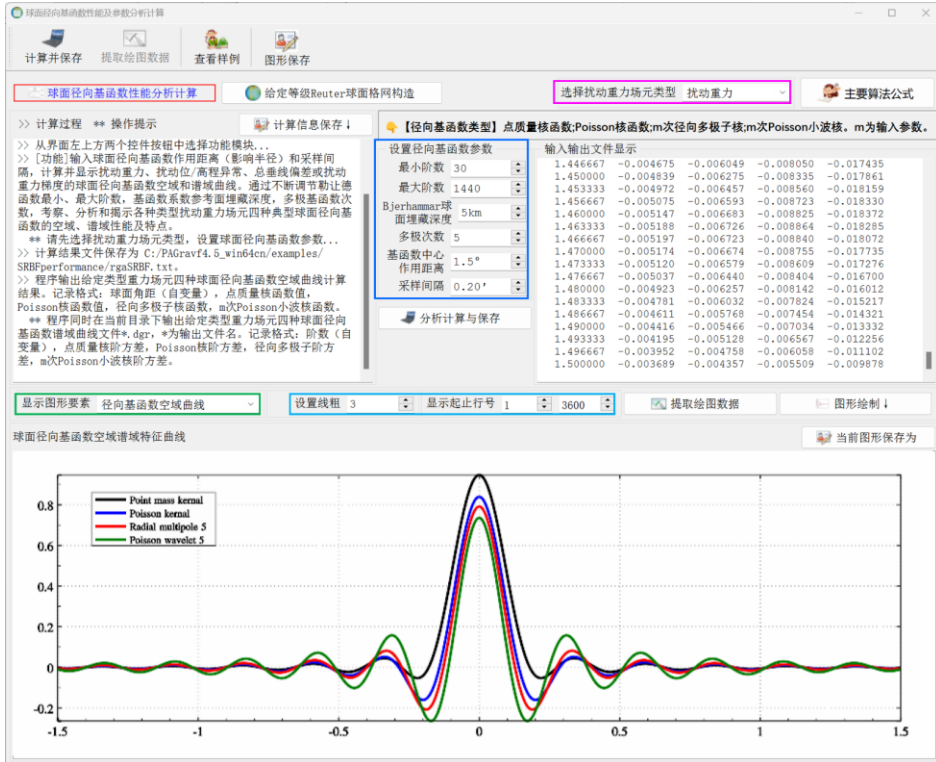 球面径向基函数性能及参数分析计算
计算并保存 提取绘图数据 查看样例 图形保存
球面径向基函数性能分析计算 给定等级Reuter球面格网构造 选择扰动重力场元类型 扰动重力 主要算法公式
>> 计算过程 ** 操作提示 计算信息保存↓
>> 从界面左上方两个控件按钮中选择功能模块...
>> [功能]输入球面径向基函数作用距离（影响半径）和采样间
隔，计算并显示扰动重力、扰动位/高程异常、总垂线偏差或扰动
重力梯度的球面径向基函数空域和谱域曲线。通过不断调节勒让德
函数最小、最大阶数，基函数系数参考面埋藏深度，多极基函数次
数，考察、分析和揭示各种类型扰动重力场元四种典型球面径向基
函数的空域、谱域性能及特点。
** 请先选择扰动重力场元类型，设置球面径向基函数参数...
>> 计算结果文件保存为 C:/PAGravf4.5_win64cn/examples/
SRBFperformance/rgaSRBF.txt。
>> 程序输出给定类型重力场元四种球面径向基函数空域曲线计算
结果。记录格式：球面角距（自变量），点质量核函数值，
Poisson核函数值，径向多极子核函数，m次Poisson小波核函数。
** 程序同时在当前目录下输出给定类型重力场元四种球面径向
基函数谱域曲线文件*.dgr，*为输出文件名。记录格式：阶数（自
变量），点质量核阶方差，Poisson核阶方差，径向多极子阶方
差，m次Poisson小波核阶方差。
【径向基函数类型】点质量核函数;Poisson核函数;m次径向多极子核;m次Poisson小波核。m为输入参数。
设置径向基函数参数
最小阶数 30
最大阶数 1440
Bjerhammar球
面埋藏深度 5km
多极次数 5
基函数中心
作用距离 1.5°
采样间隔 0.20′
分析计算与保存
输入输出文件显示
1.446667 -0.004675 -0.006049 -0.008050 -0.017435
1.450000 -0.004839 -0.006275 -0.008335 -0.017861
1.453333 -0.004972 -0.006457 -0.008560 -0.018159
1.456667 -0.005075 -0.006593 -0.008723 -0.018330
1.460000 -0.005147 -0.006683 -0.008825 -0.018372
1.463333 -0.005188 -0.006726 -0.008864 -0.018285
1.466667 -0.005197 -0.006723 -0.008840 -0.018072
1.470000 -0.005174 -0.006674 -0.008755 -0.017735
1.473333 -0.005120 -0.006579 -0.008609 -0.017276
1.476667 -0.005037 -0.006440 -0.008404 -0.016700
1.480000 -0.004923 -0.006257 -0.008142 -0.016012
1.483333 -0.004781 -0.006032 -0.007824 -0.015217
1.486667 -0.004611 -0.005768 -0.007454 -0.014321
1.490000 -0.004416 -0.005466 -0.007034 -0.013332
1.493333 -0.004195 -0.005128 -0.006567 -0.012256
1.496667 -0.003952 -0.004758 -0.006058 -0.011102
1.500000 -0.003689 -0.004357 -0.005509 -0.009878
显示图形要素 径向基函数空域曲线 设置线粗 3 显示起止行号 1 3600 提取绘图数据 图形绘制↓
球面径向基函数空域谱域特征曲线 当前图形保存为
Point mass kernal
Poisson kernal
Radial multipole 5
Poisson wavelet 5
0.8
0.6
0.4
0.2
0
-0.2
-1.5 -1 -0.5 0 0.5 1 1.5